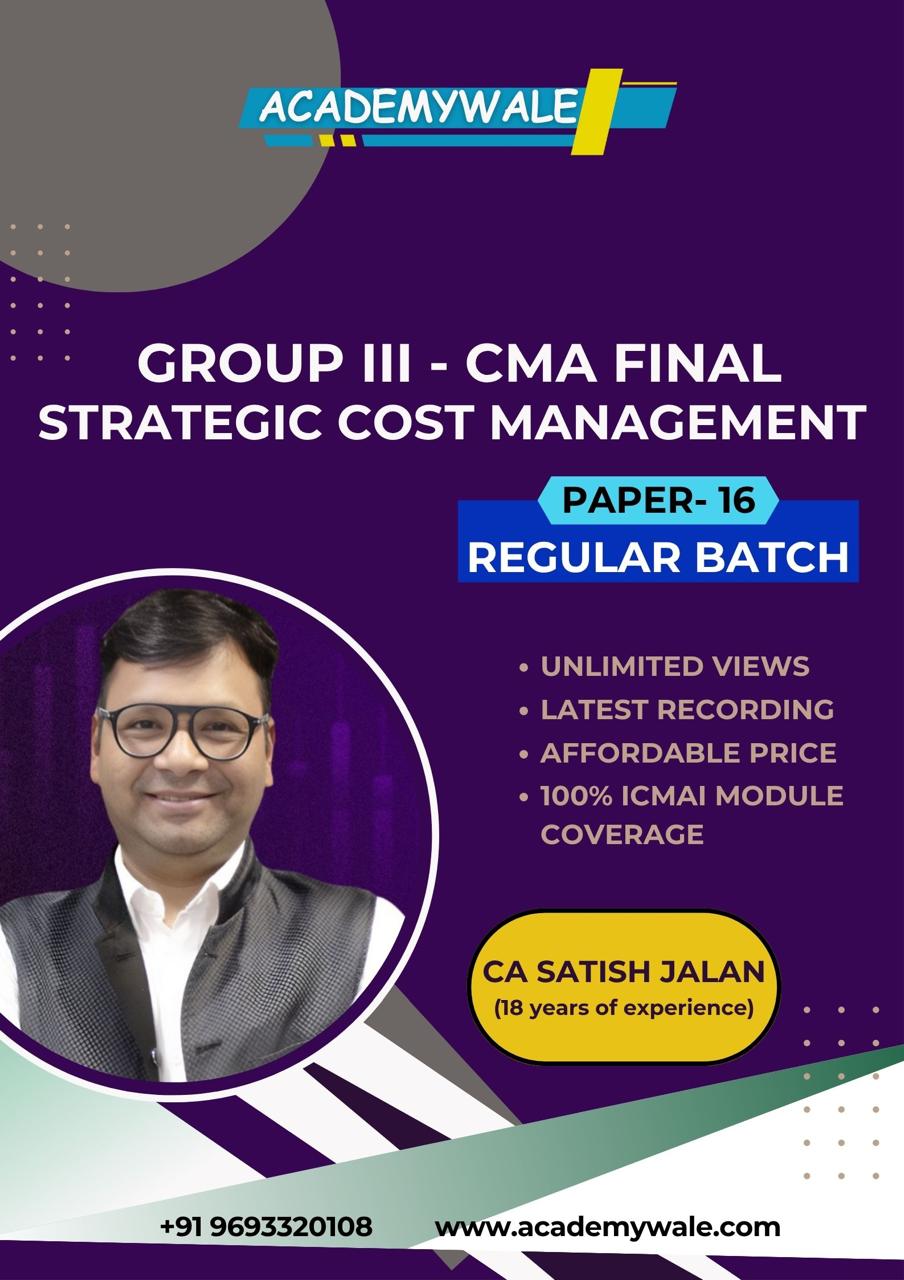 ACADEMYWALE
GROUP III - CMA FINAL
STRATEGIC COST MANAGEMENT
PAPER- 16
REGULAR BATCH
• UNLIMITED VIEWS
• LATEST RECORDING
• AFFORDABLE PRICE
• 100% ICMAI MODULE
COVERAGE
CA SATISH JALAN
(18 years of experience)
+91 9693320108 www.academywale.com